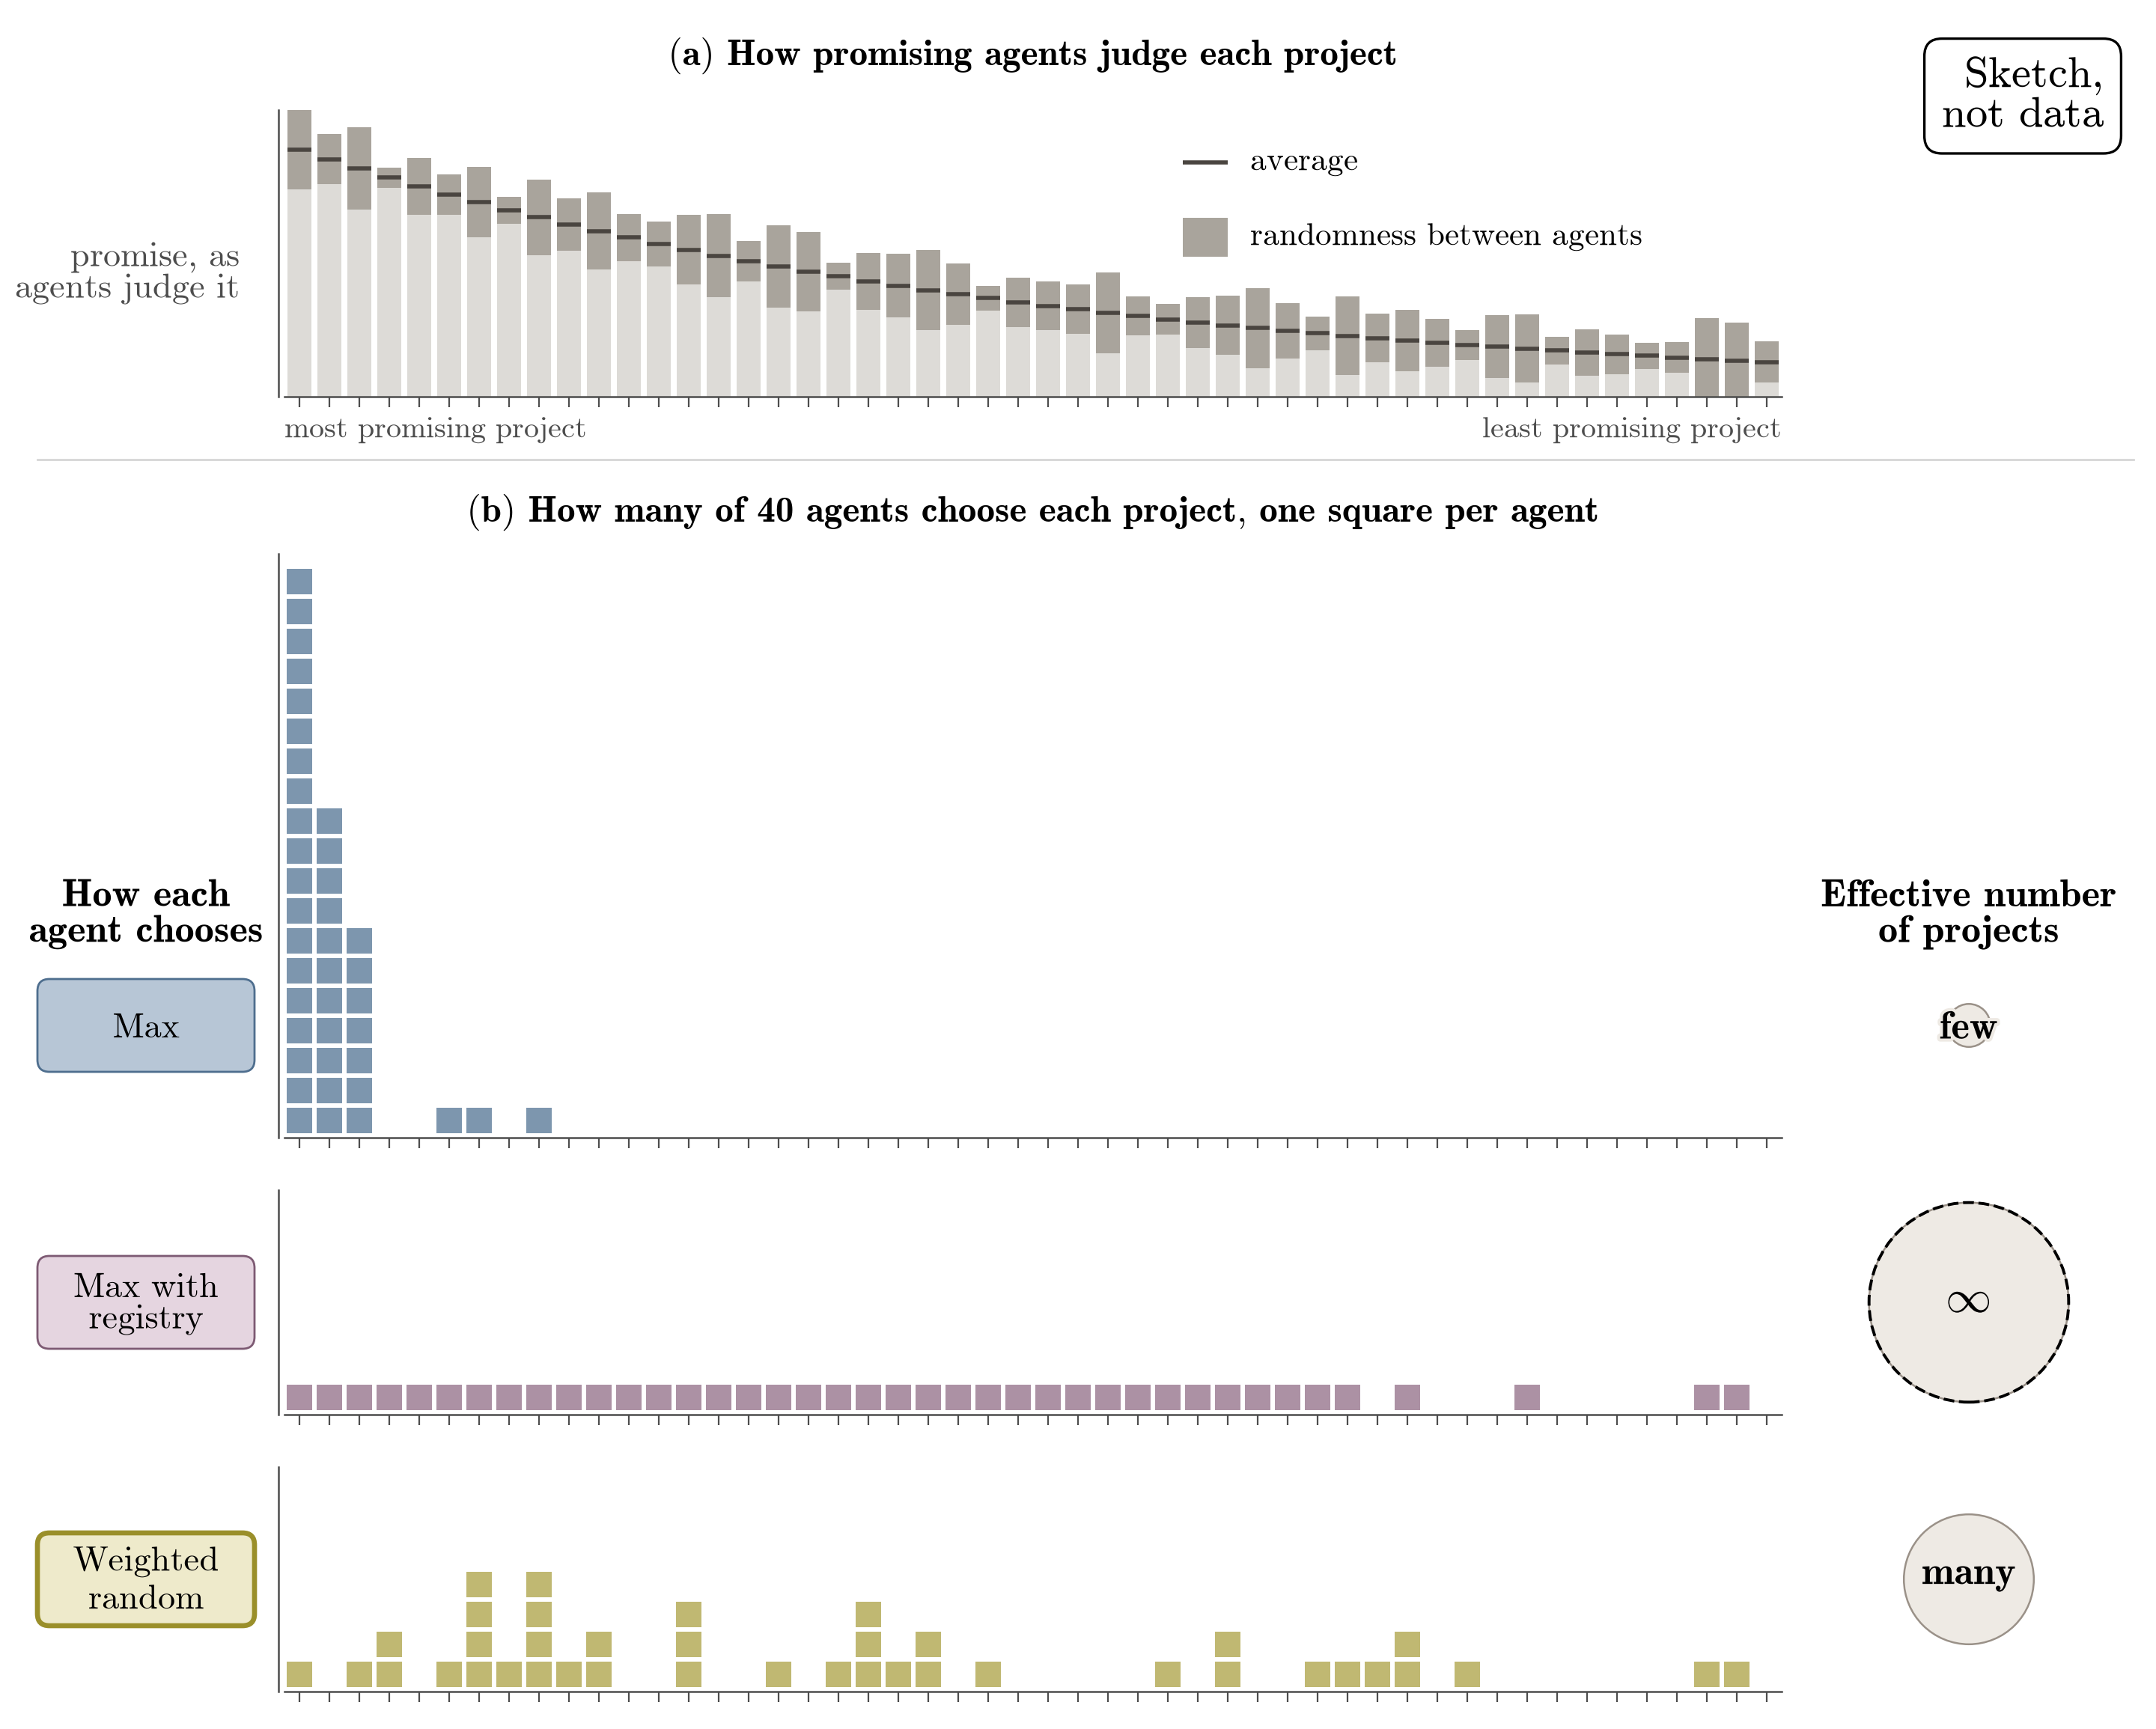 (a) How promising agents judge each project
Sketch,
not data
average
randomness between agents
promise, as
agents judge it
most promising project
least promising project
(b) How many of 40 agents choose each project, one square per agent
How each
agent chooses
Effective number
of projects
Max
few
Max with
registry
∞
Weighted
random
many